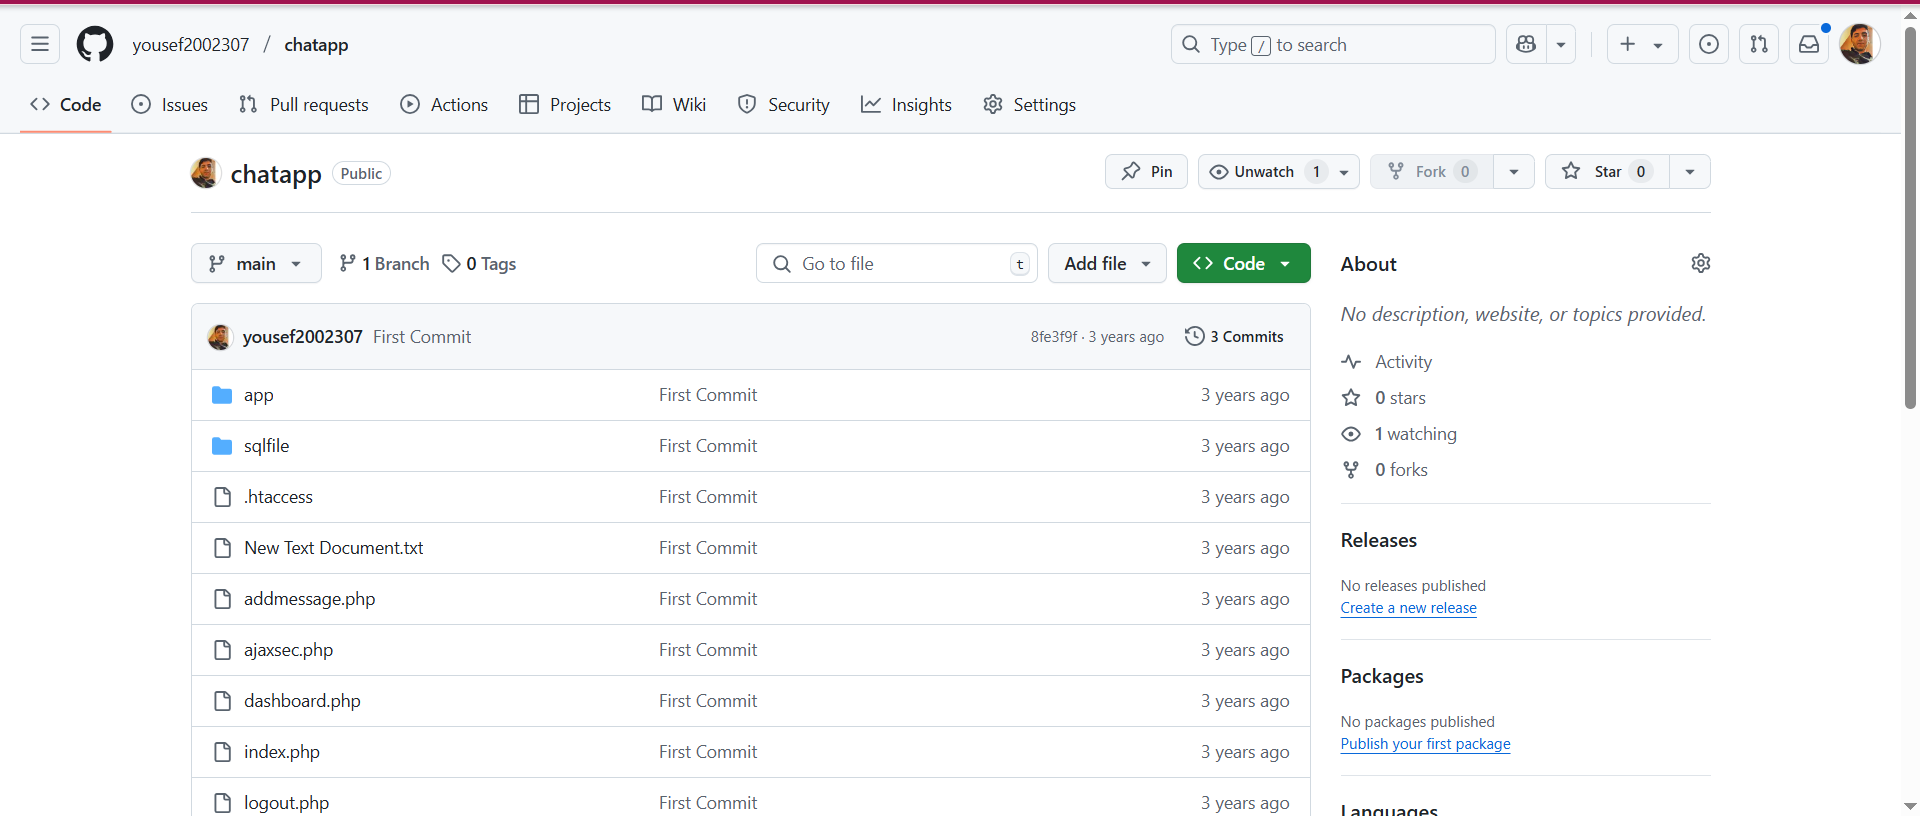 yousef2002307 / chatapp
Type / to search
Code Issues Pull requests Actions Projects Wiki Security Insights Settings
chatapp Public
Pin Unwatch 1 Fork 0 Star 0
main 1 Branch 0 Tags Go to file t Add file Code
yousef2002307 First Commit 8fe3f9f · 3 years ago 3 Commits
app First Commit 3 years ago
sqlfile First Commit 3 years ago
.htaccess First Commit 3 years ago
New Text Document.txt First Commit 3 years ago
addmessage.php First Commit 3 years ago
ajaxsec.php First Commit 3 years ago
dashboard.php First Commit 3 years ago
index.php First Commit 3 years ago
logout.php First Commit 3 years ago
About
No description, website, or topics provided.
Activity
0 stars
1 watching
0 forks
Releases
No releases published
Create a new release
Packages
No packages published
Publish your first package
Languages